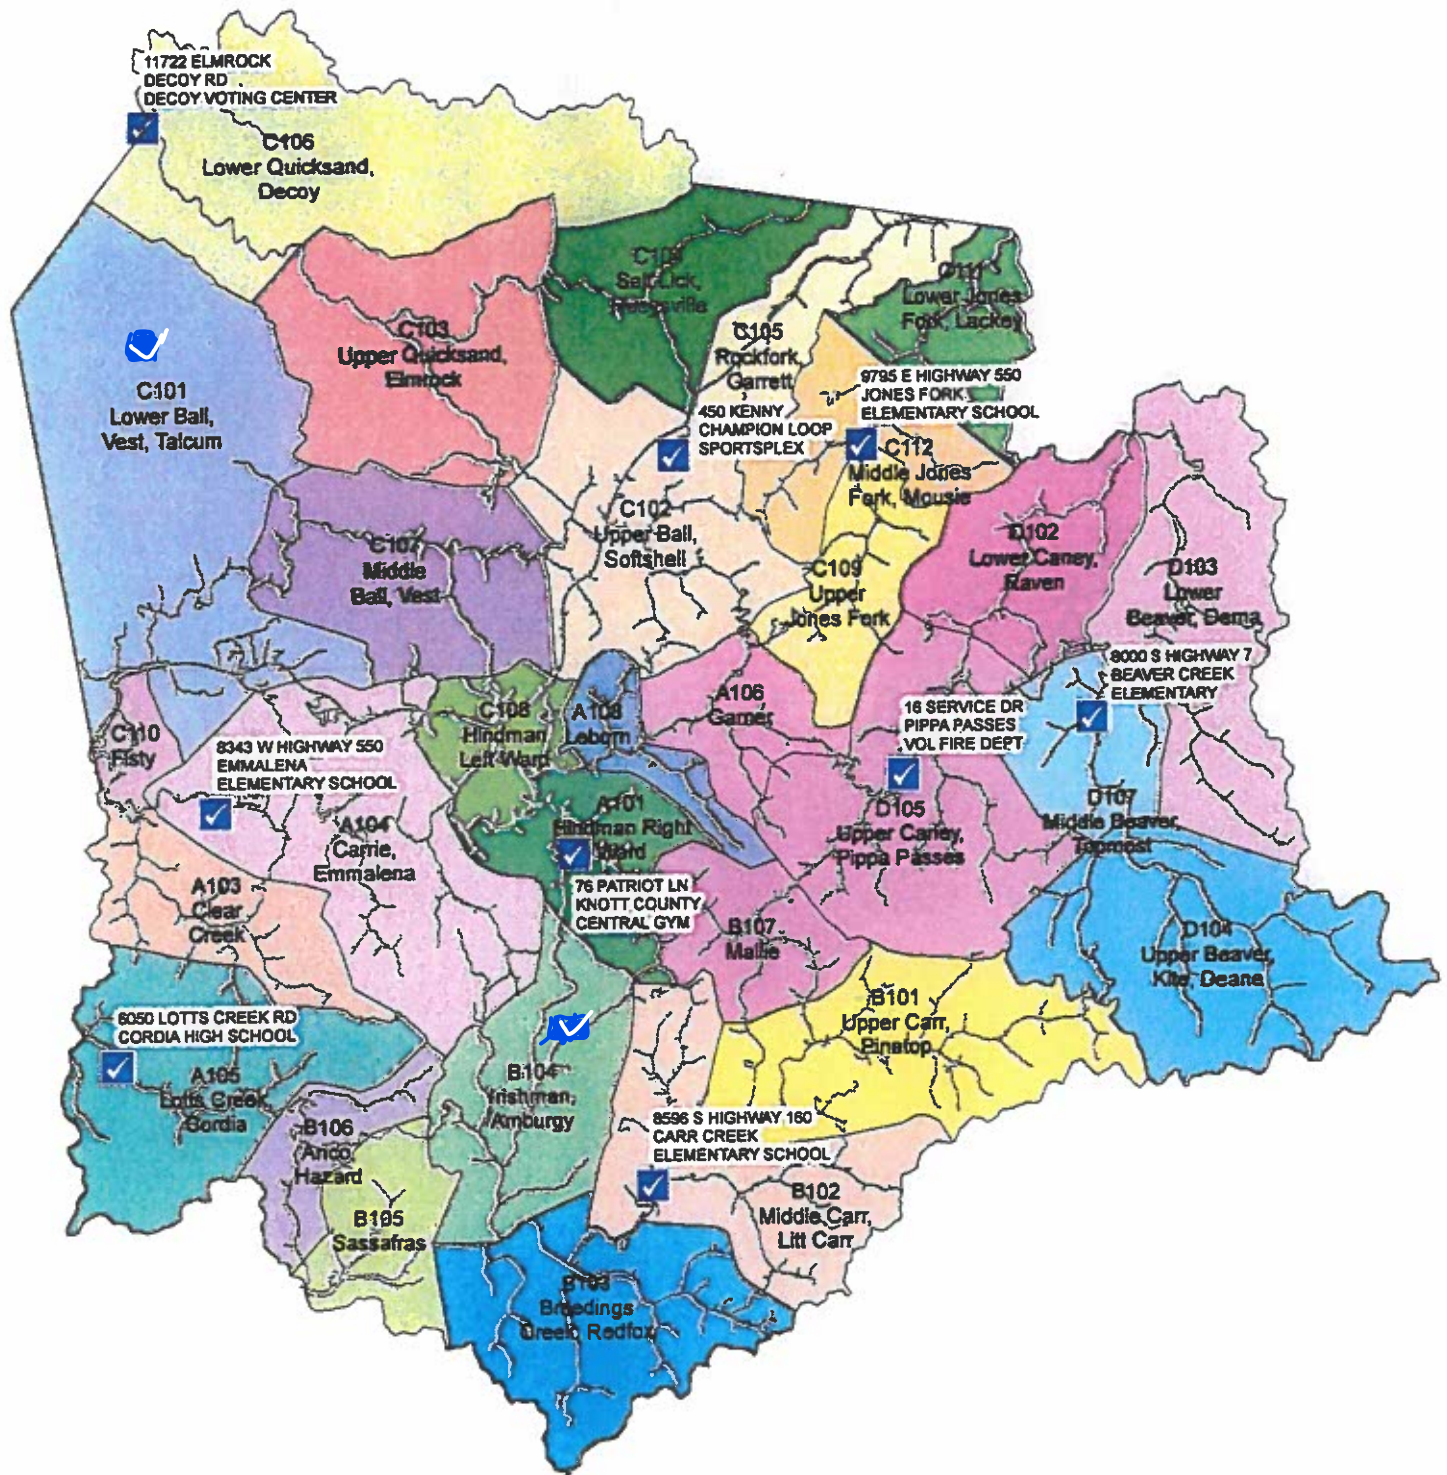 11722 ELMROCK
DECOY RD
DECOY VOTING CENTER
C106
Lower Quicksand,
Decoy
C103
Upper Quicksand,
Elmrock
Salt Lick,
C105
Rockfork,
Garrett
C111
Lower Jones
Fork, Lackey
C101
Lower Ball,
Vest, Talcum
9795 E HIGHWAY 550
JONES FORK
ELEMENTARY SCHOOL
450 KENNY
CHAMPION LOOP
SPORTSPLEX
C112
Middle Jones
Fork, Mousie
C102
Upper Ball,
Softshell
C107
Middle
Ball, Vest
C109
Upper
Jones Fork
D102
Lower Caney,
Raven
D103
Lower
Beaver, Dema
8000 S HIGHWAY 7
BEAVER CREEK
ELEMENTARY
C110
Fisty
8343 W HIGHWAY 550
EMMALENA
ELEMENTARY SCHOOL
C108
Hindman
Left Ward
A108
Leburn
A106
Garner
16 SERVICE DR
PIPPA PASSES
VOL FIRE DEPT
A104
Carrie,
Emmalena
A101
Hindman Right
Ward
D105
Upper Caney,
Pippa Passes
D107
Middle Beaver,
Topmost
A103
Clear
Creek
76 PATRIOT LN
KNOTT COUNTY
CENTRAL GYM
B107
Mallie
D104
Upper Beaver,
Kite, Deane
6050 LOTTS CREEK RD
CORDIA HIGH SCHOOL
A105
Lotts Creek,
Cordia
B101
Upper Carr,
Pinetop
B104
Irishman,
Amburgy
B106
Anco,
Hazard
8596 S HIGHWAY 160
CARR CREEK
ELEMENTARY SCHOOL
B105
Sassafras
B102
Middle Carr,
Litt Carr
B103
Breedings
Creek, Redfox